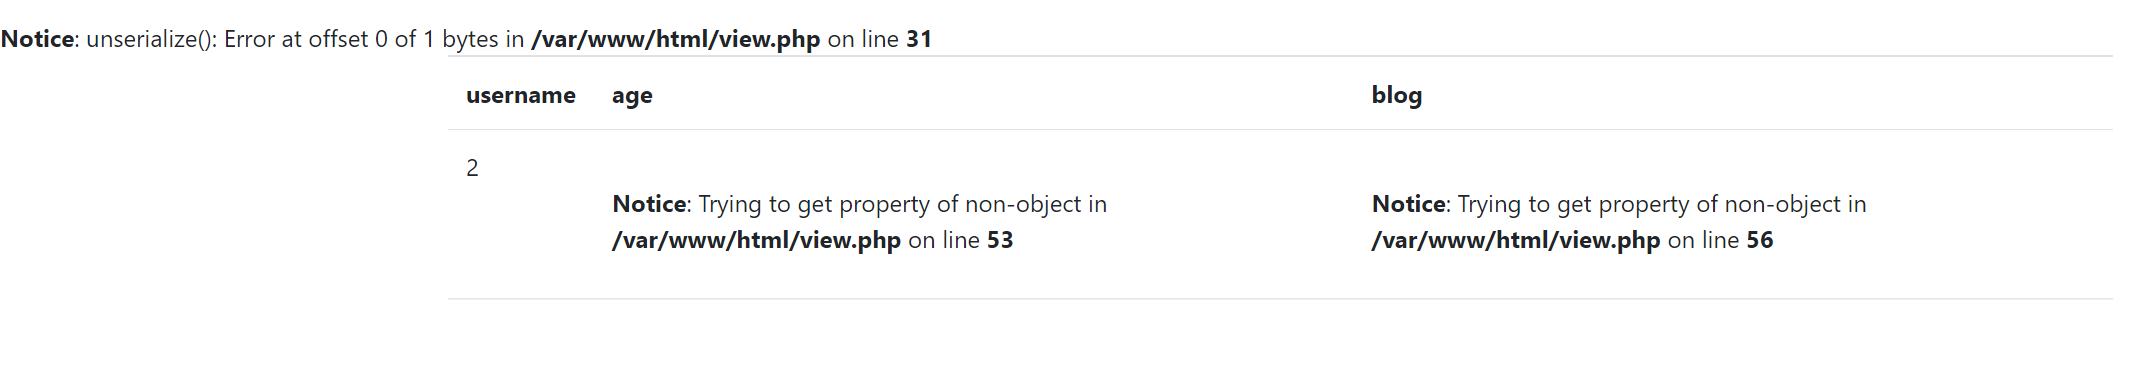 Notice: unserialize(): Error at offset 0 of 1 bytes in /var/www/html/view.php on line 31
username age blog
2
Notice: Trying to get property of non-object in
/var/www/html/view.php on line 53
Notice: Trying to get property of non-object in
/var/www/html/view.php on line 56